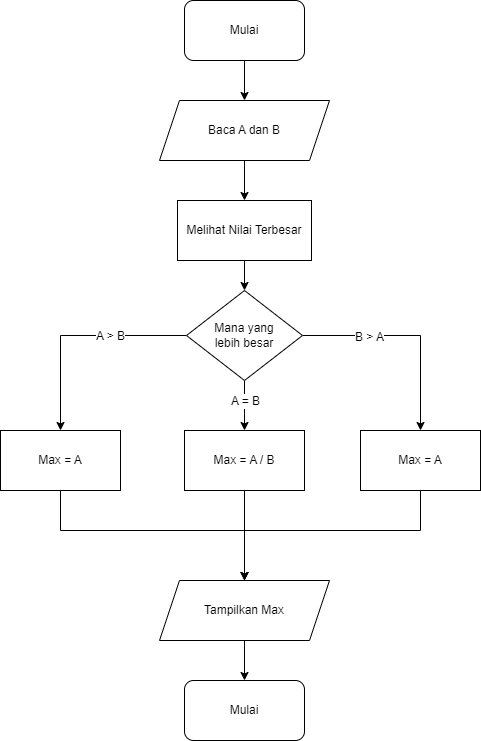 Mulai
Baca A dan B
Melihat Nilai Terbesar
Mana yang
lebih besar
A > B
B > A
A = B
Max = A
Max = A / B
Max = A
Tampilkan Max
Mulai